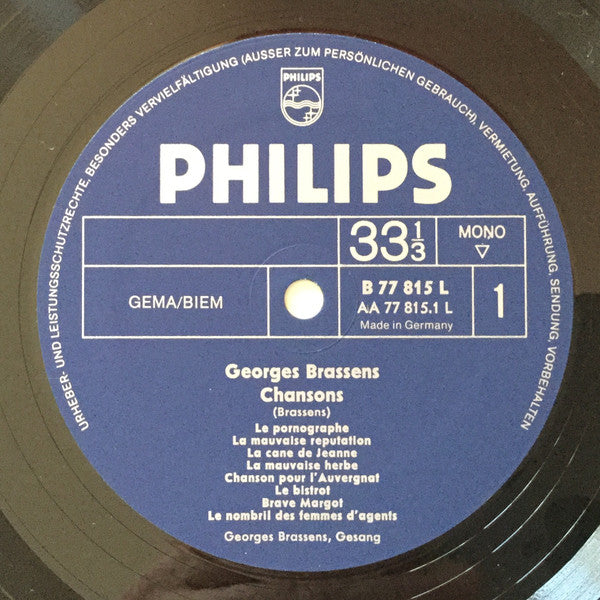 URHEBER- UND LEISTUNGSSCHUTZRECHTE, BESONDERS VERVIELFÄLTIGUNG (AUSSER ZUM PERSÖNLICHEN GEBRAUCH), VERMIETUNG, AUFFÜHRUNG, SENDUNG, VORBEHALTEN
PHILIPS
PHILIPS
33 1/3
MONO
GEMA/BIEM
B 77 815 L
AA 77 815.1 L
Made in Germany
1
Georges Brassens
Chansons
(Brassens)
Le pornographe
La mauvaise reputation
La cane de Jeanne
La mauvaise herbe
Chanson pour l'Auvergnat
Le bistrot
Brave Margot
Le nombril des femmes d'agents
Georges Brassens, Gesang